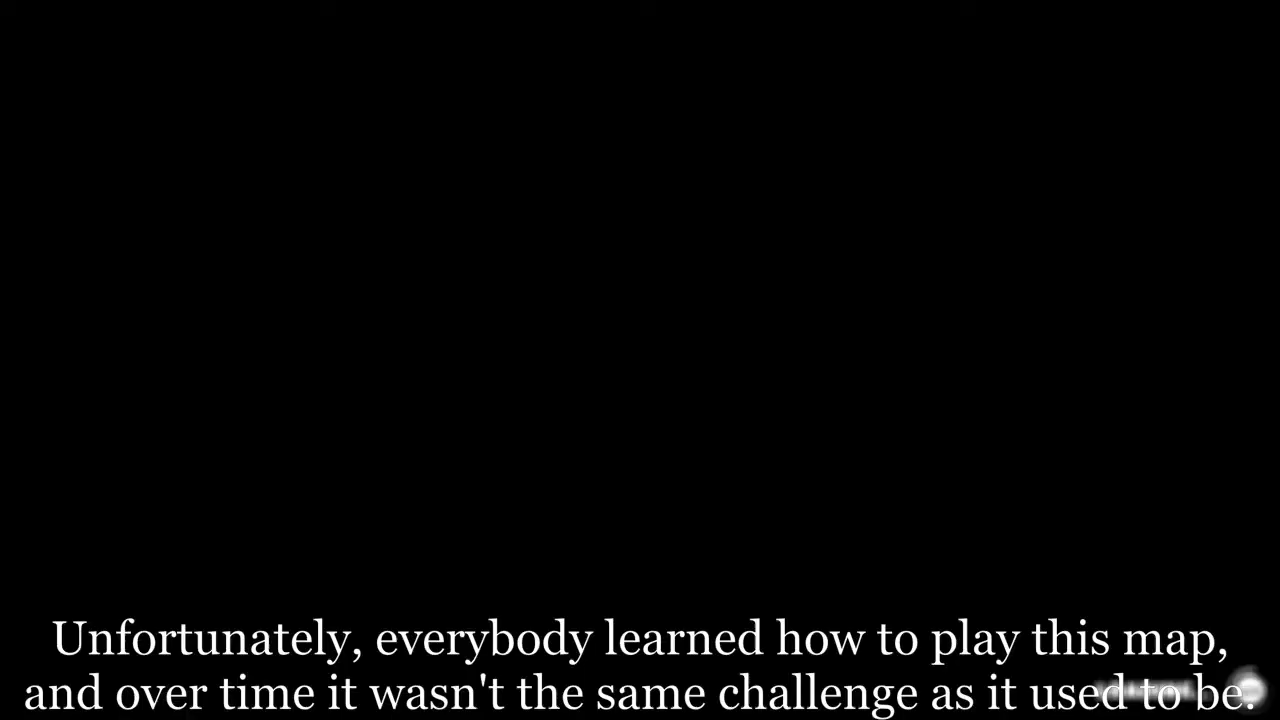 Unfortunately, everybody learned how to play this map,
and over time it wasn't the same challenge as it used to be.